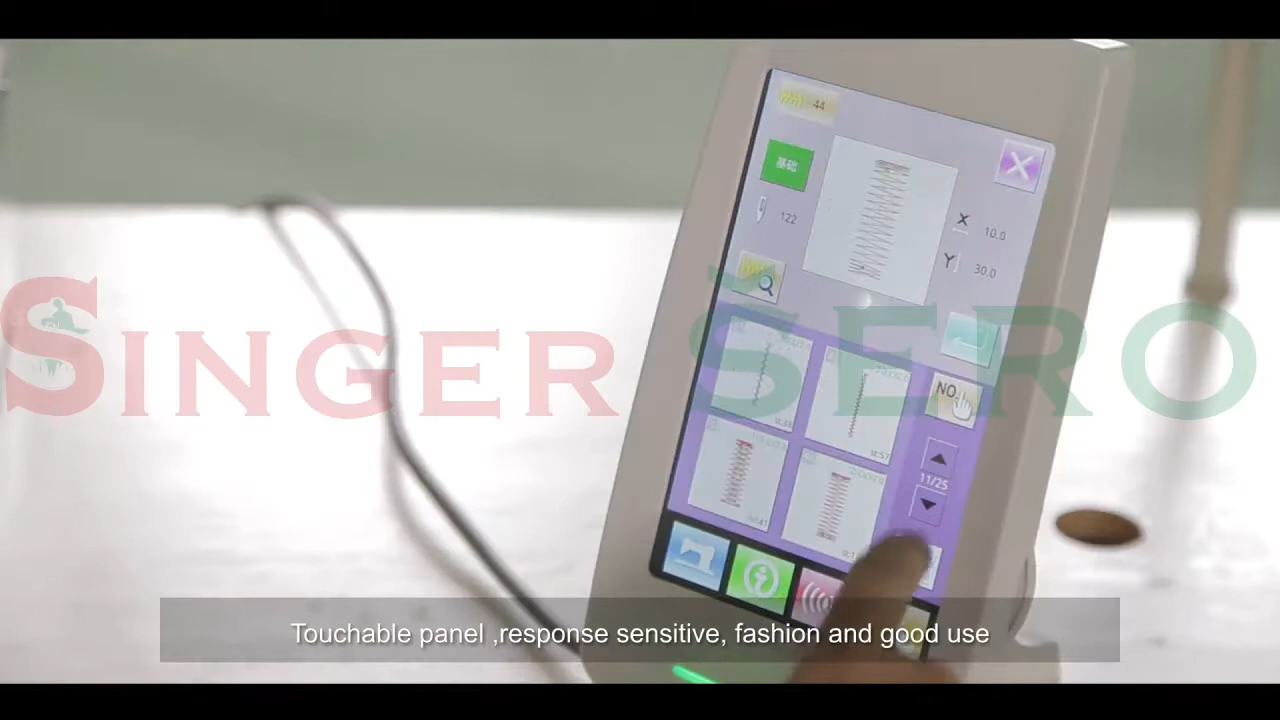 44
基础
122
X 10.0
Y 30.0
SINGER SERO
NO.
11/25
Touchable panel ,response sensitive, fashion and good use